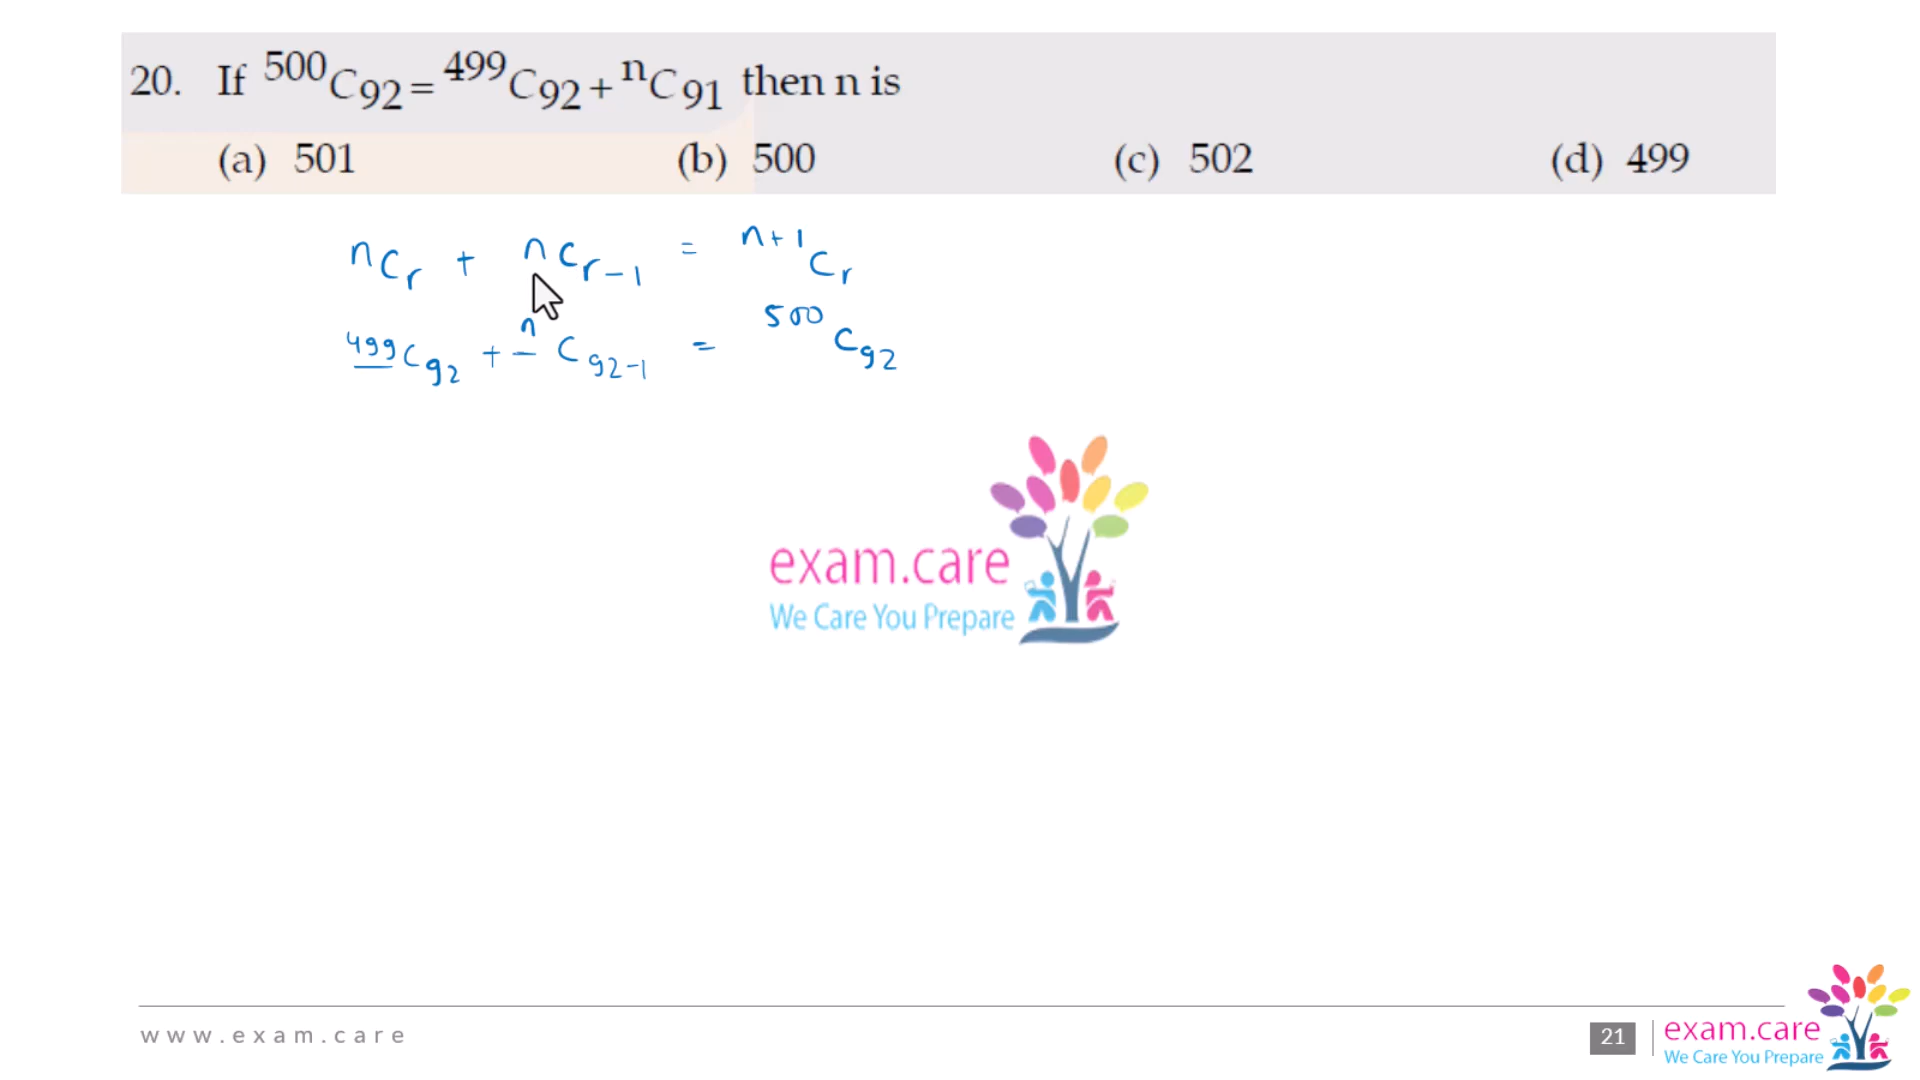 20. If ⁵⁰⁰C₉₂ = ⁴⁹⁹C₉₂ + ⁿC₉₁ then n is
(a) 501 (b) 500 (c) 502 (d) 499
ⁿCᵣ + ⁿCᵣ₋₁ = ⁿ⁺¹Cᵣ
⁴⁹⁹C₉₂ + ⁿC₉₂₋₁ = ⁵⁰⁰C₉₂
exam.care
We Care You Prepare
www.exam.care
21
exam.care
We Care You Prepare